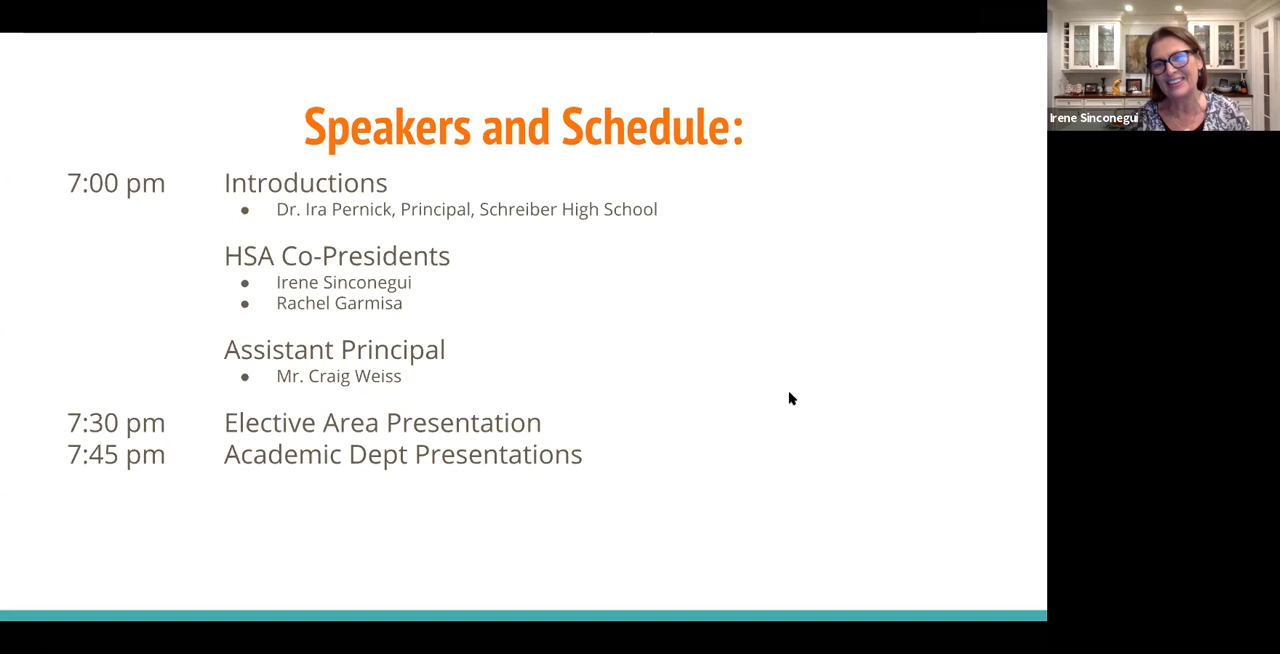 Speakers and Schedule:
7:00 pm Introductions
● Dr. Ira Pernick, Principal, Schreiber High School
HSA Co-Presidents
● Irene Sinconegui
● Rachel Garmisa
Assistant Principal
● Mr. Craig Weiss
7:30 pm Elective Area Presentation
7:45 pm Academic Dept Presentations
Irene Sinconegui